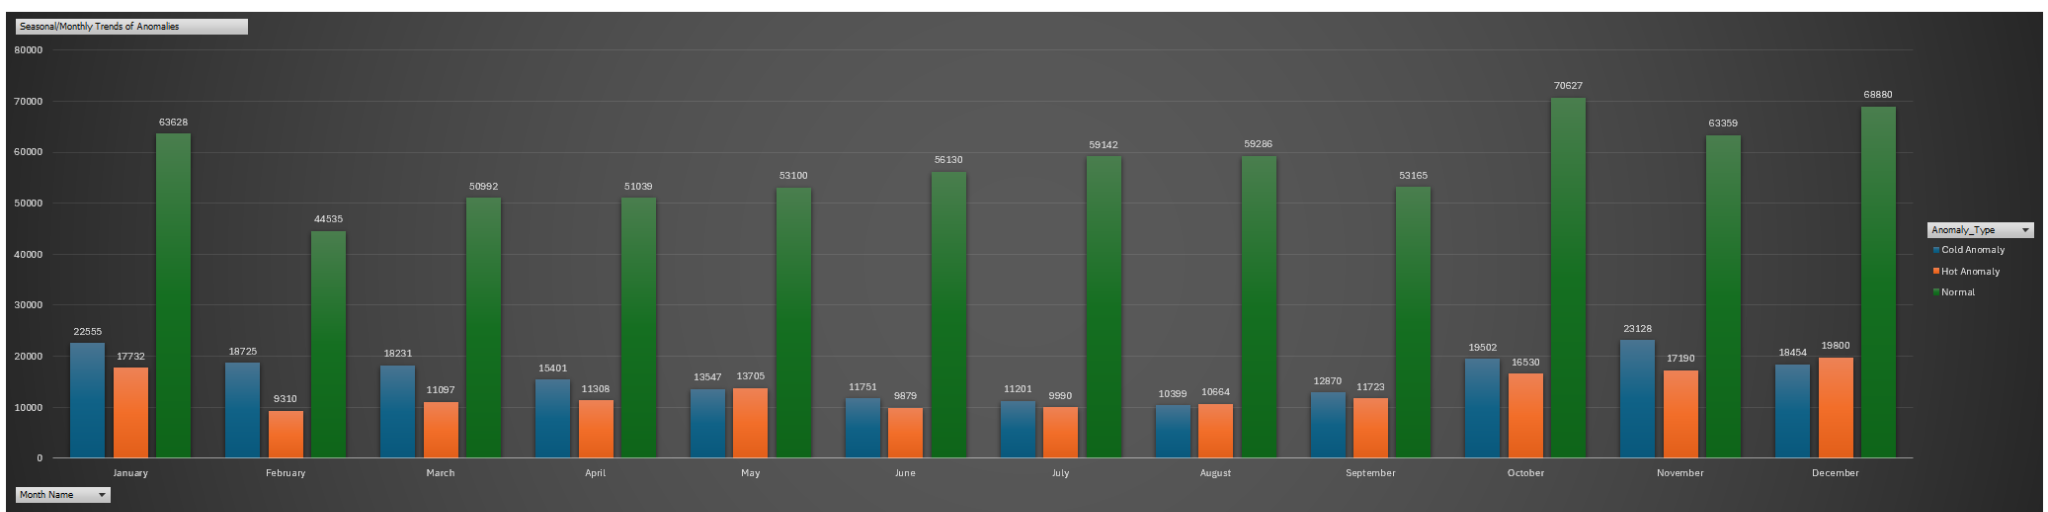 Seasonal/Monthly Trends of Anomalies
80000
70000
60000
50000
40000
30000
20000
10000
0
22555
17732
63628
18725
9310
44535
18231
11097
50992
15401
11308
51039
13547
13705
53100
11751
9879
56130
11201
9990
59142
10399
10664
59286
12870
11723
53165
19502
16530
70627
23128
17190
63359
18454
19800
68880
January
February
March
April
May
June
July
August
September
October
November
December
Anomaly_Type
Cold Anomaly
Hot Anomaly
Normal
Month Name